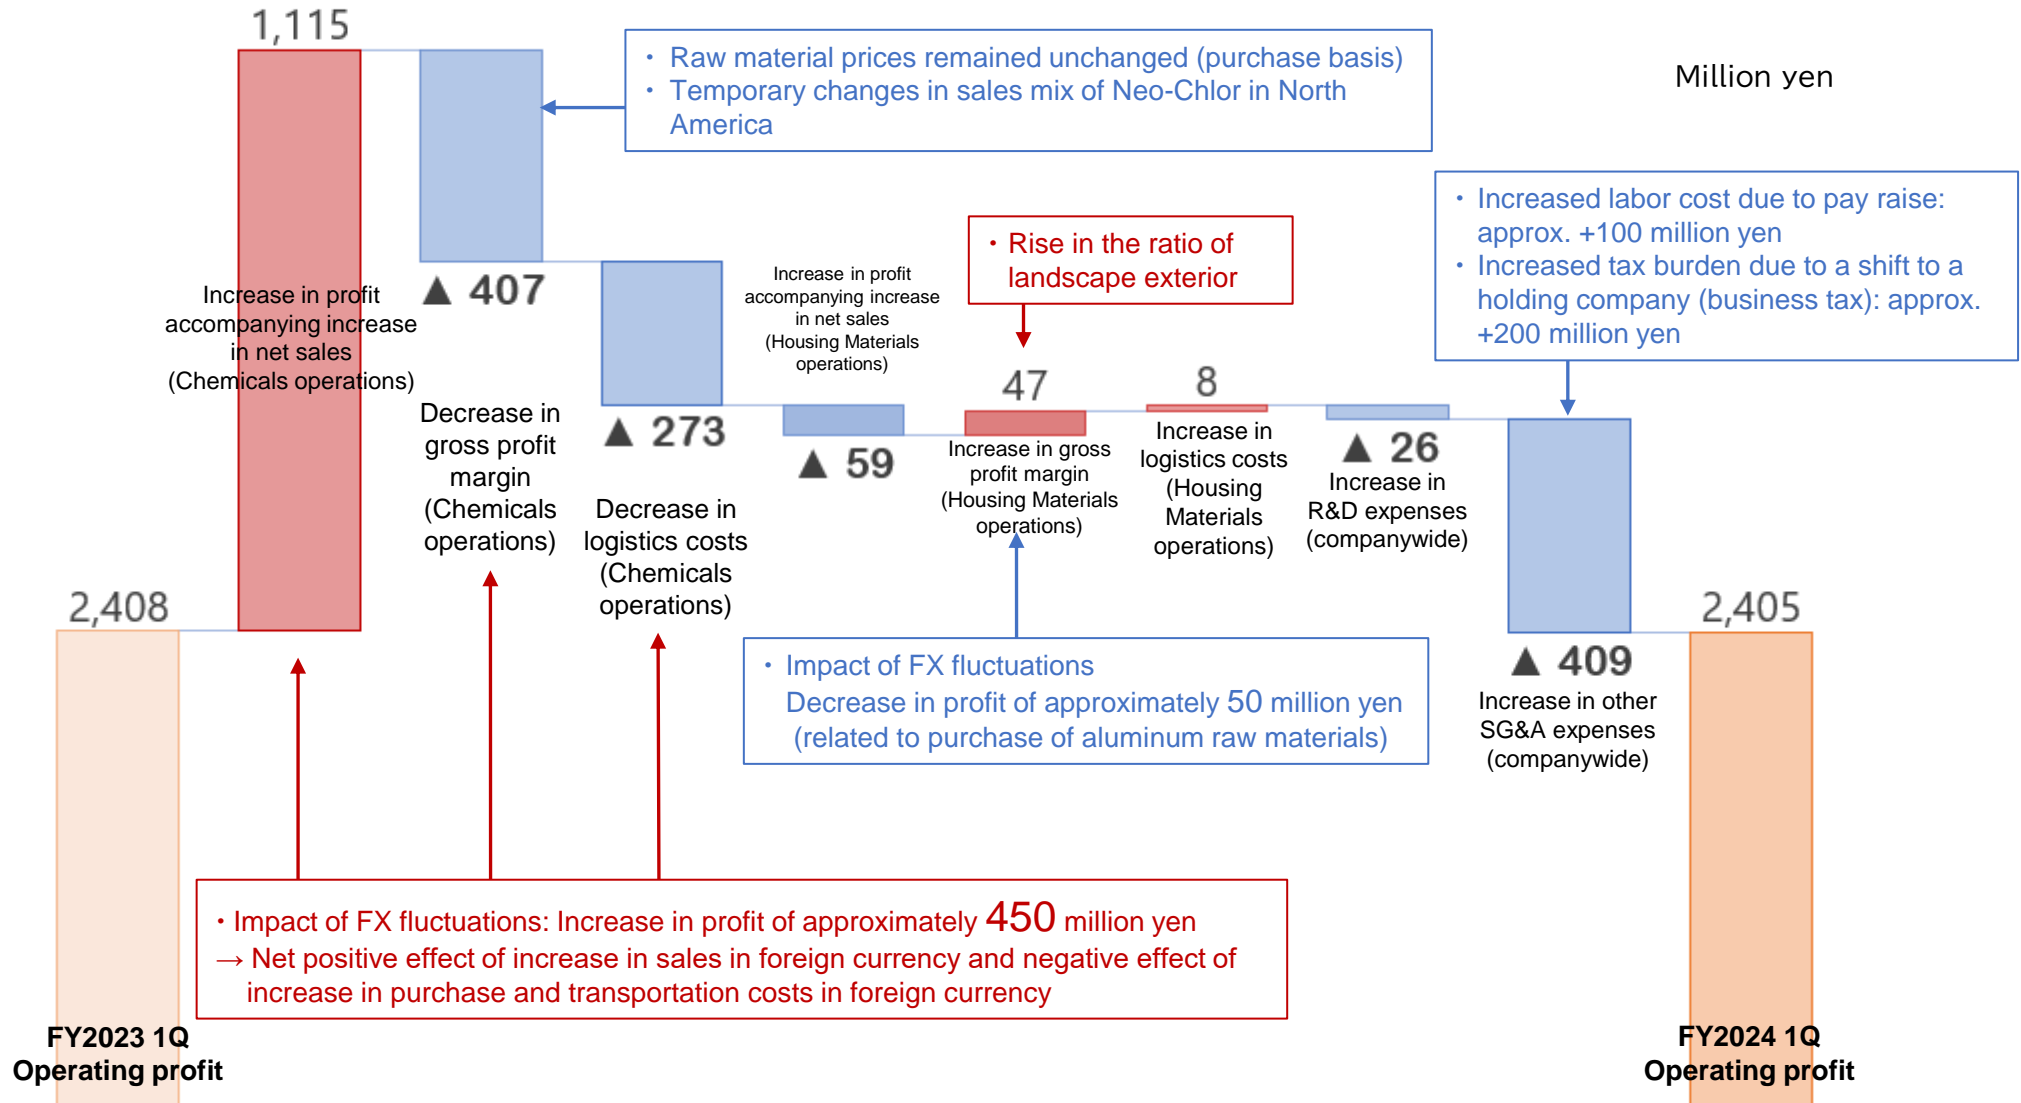 Million yen
1,115
・ Raw material prices remained unchanged (purchase basis)
・ Temporary changes in sales mix of Neo-Chlor in North
America
・ Increased labor cost due to pay raise:
approx. +100 million yen
・ Increased tax burden due to a shift to a
holding company (business tax): approx.
+200 million yen
・ Rise in the ratio of
landscape exterior
Increase in profit
accompanying increase
in net sales
(Chemicals operations)
▲ 407
Decrease in
gross profit
margin
(Chemicals
operations)
▲ 273
Decrease in
logistics costs
(Chemicals
operations)
Increase in profit
accompanying increase
in net sales
(Housing Materials
operations)
▲ 59
47
Increase in gross
profit margin
(Housing Materials
operations)
8
Increase in
logistics costs
(Housing
Materials
operations)
▲ 26
Increase in
R&D expenses
(companywide)
▲ 409
Increase in other
SG&A expenses
(companywide)
2,408
2,405
・ Impact of FX fluctuations
Decrease in profit of approximately 50 million yen
(related to purchase of aluminum raw materials)
・ Impact of FX fluctuations: Increase in profit of approximately 450 million yen
→ Net positive effect of increase in sales in foreign currency and negative effect of
increase in purchase and transportation costs in foreign currency
FY2023 1Q
Operating profit
FY2024 1Q
Operating profit